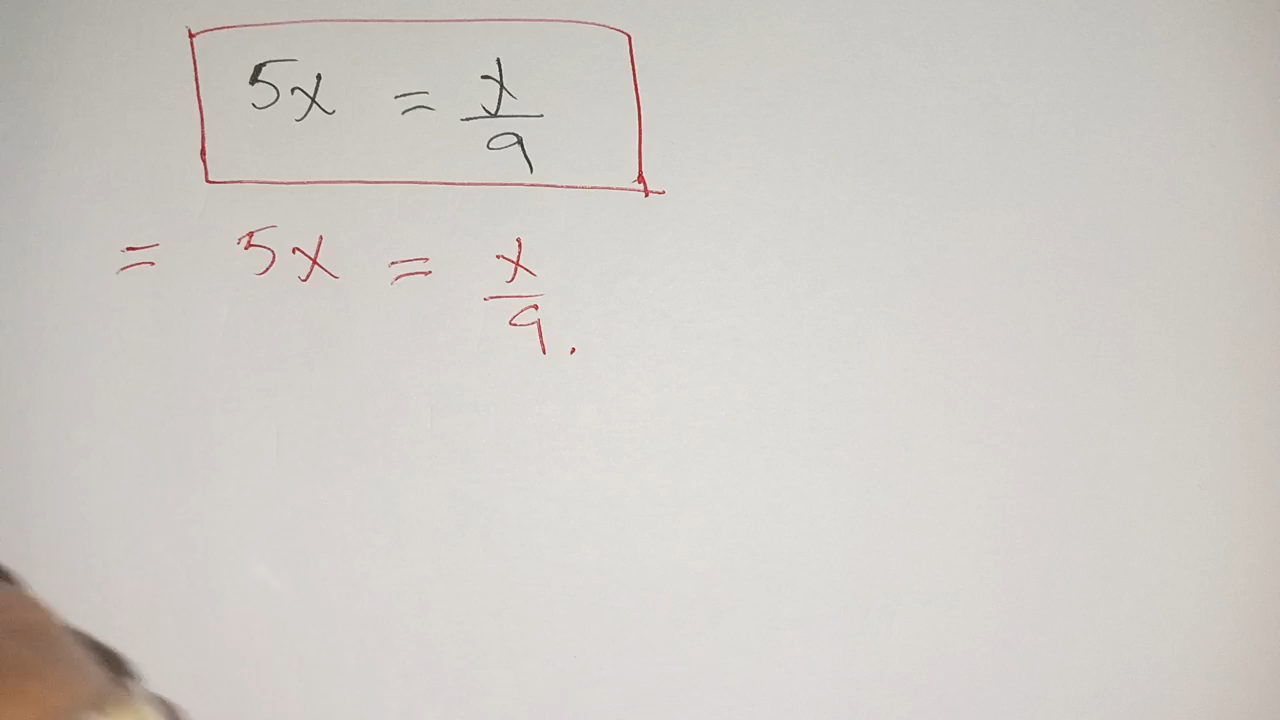 5x = x/9
= 5x = x/9.